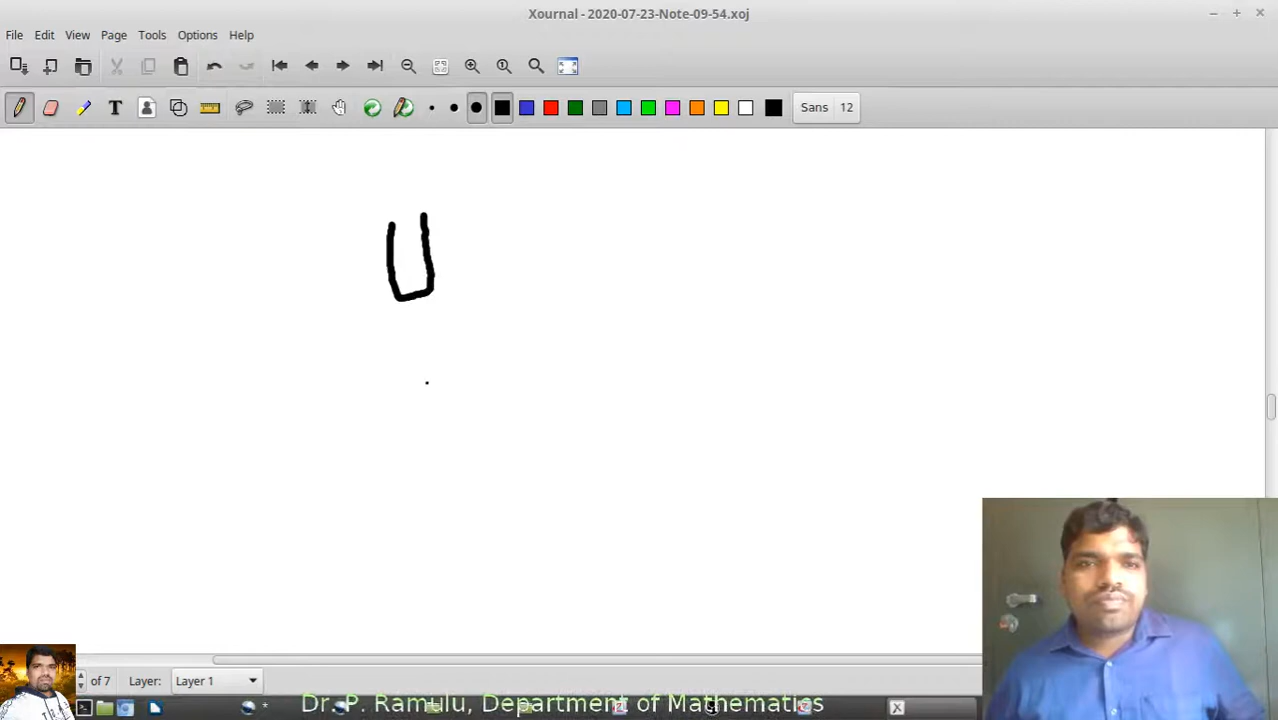 Xournal - 2020-07-23-Note-09-54.xoj
File Edit View Page Tools Options Help
T Sans 12
U
of 7 Layer: Layer 1
Dr. P. Ramulu, Department of Mathematics